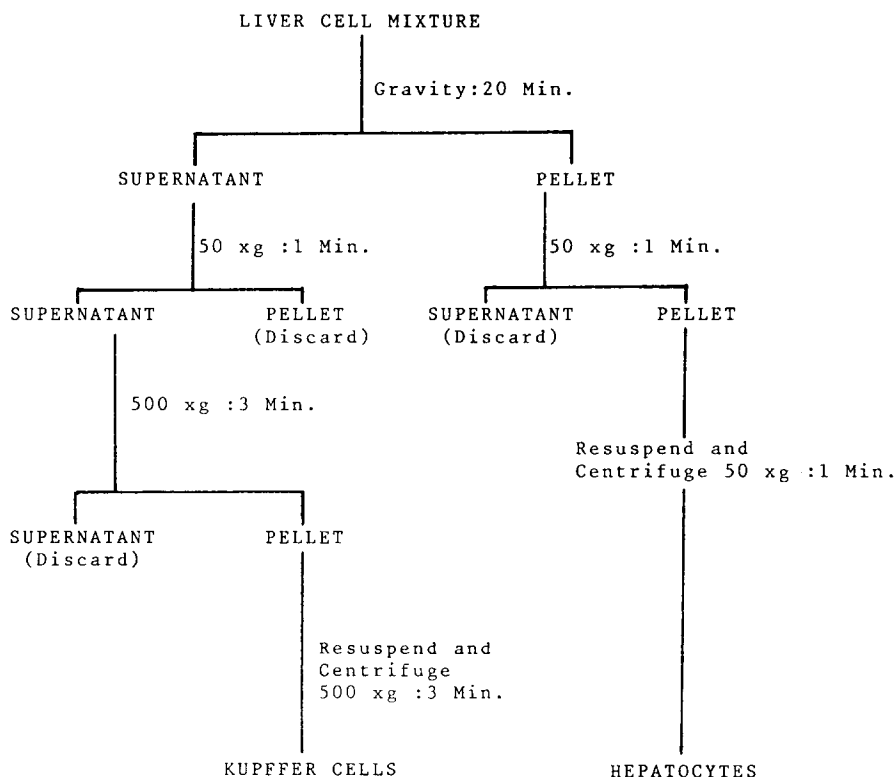 LIVER CELL MIXTURE
Gravity:20 Min.
SUPERNATANT
PELLET
50 xg :1 Min.
50 xg :1 Min.
SUPERNATANT
PELLET
(Discard)
SUPERNATANT
(Discard)
PELLET
500 xg :3 Min.
Resuspend and
Centrifuge 50 xg :1 Min.
SUPERNATANT
(Discard)
PELLET
Resuspend and
Centrifuge
500 xg :3 Min.
KUPFFER CELLS
HEPATOCYTES